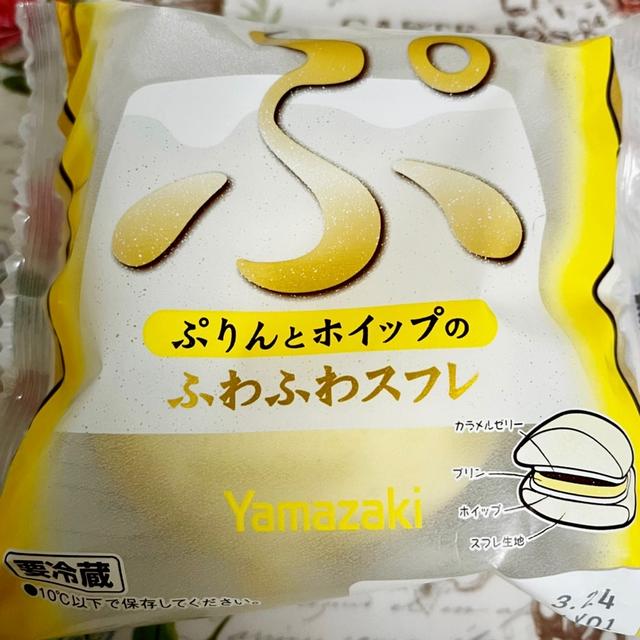 ぷ
ぷりんとホイップの
ふわふわスフレ
カラメルゼリー
プリン
ホイップ
スフレ生地
Yamazaki
要冷蔵
●10℃以下で保存してください。
3.24